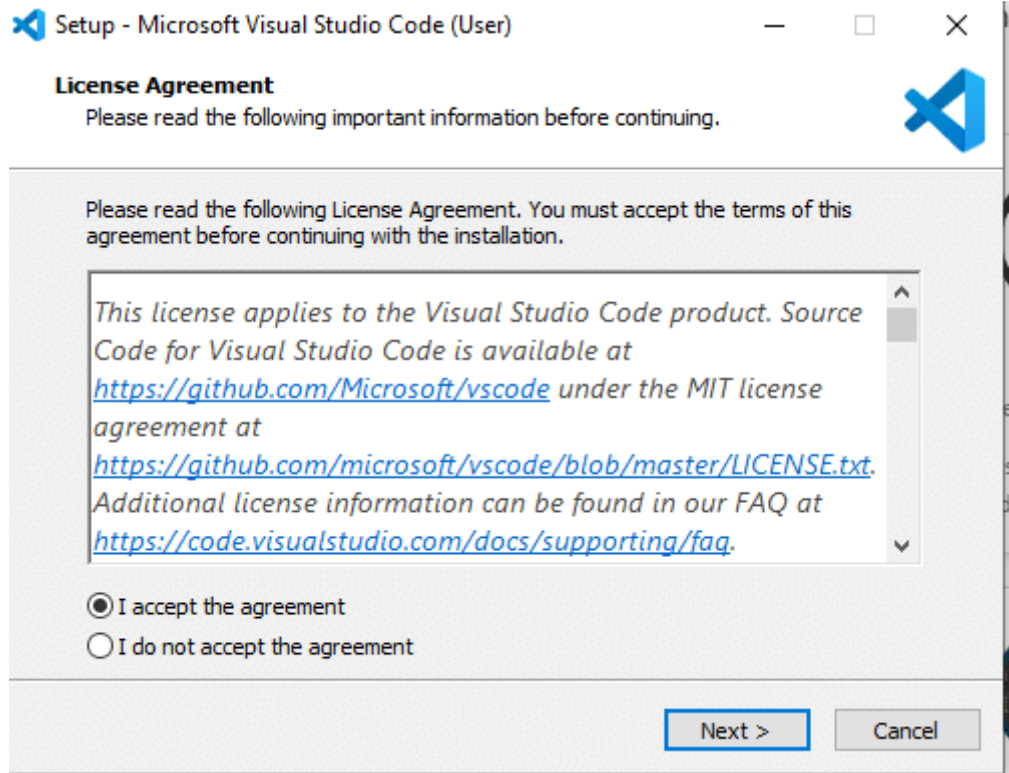 Setup - Microsoft Visual Studio Code (User)
License Agreement
Please read the following important information before continuing.
Please read the following License Agreement. You must accept the terms of this
agreement before continuing with the installation.
This license applies to the Visual Studio Code product. Source
Code for Visual Studio Code is available at
https://github.com/Microsoft/vscode under the MIT license
agreement at
https://github.com/microsoft/vscode/blob/master/LICENSE.txt.
Additional license information can be found in our FAQ at
https://code.visualstudio.com/docs/supporting/faq.
I accept the agreement
I do not accept the agreement
Next >
Cancel